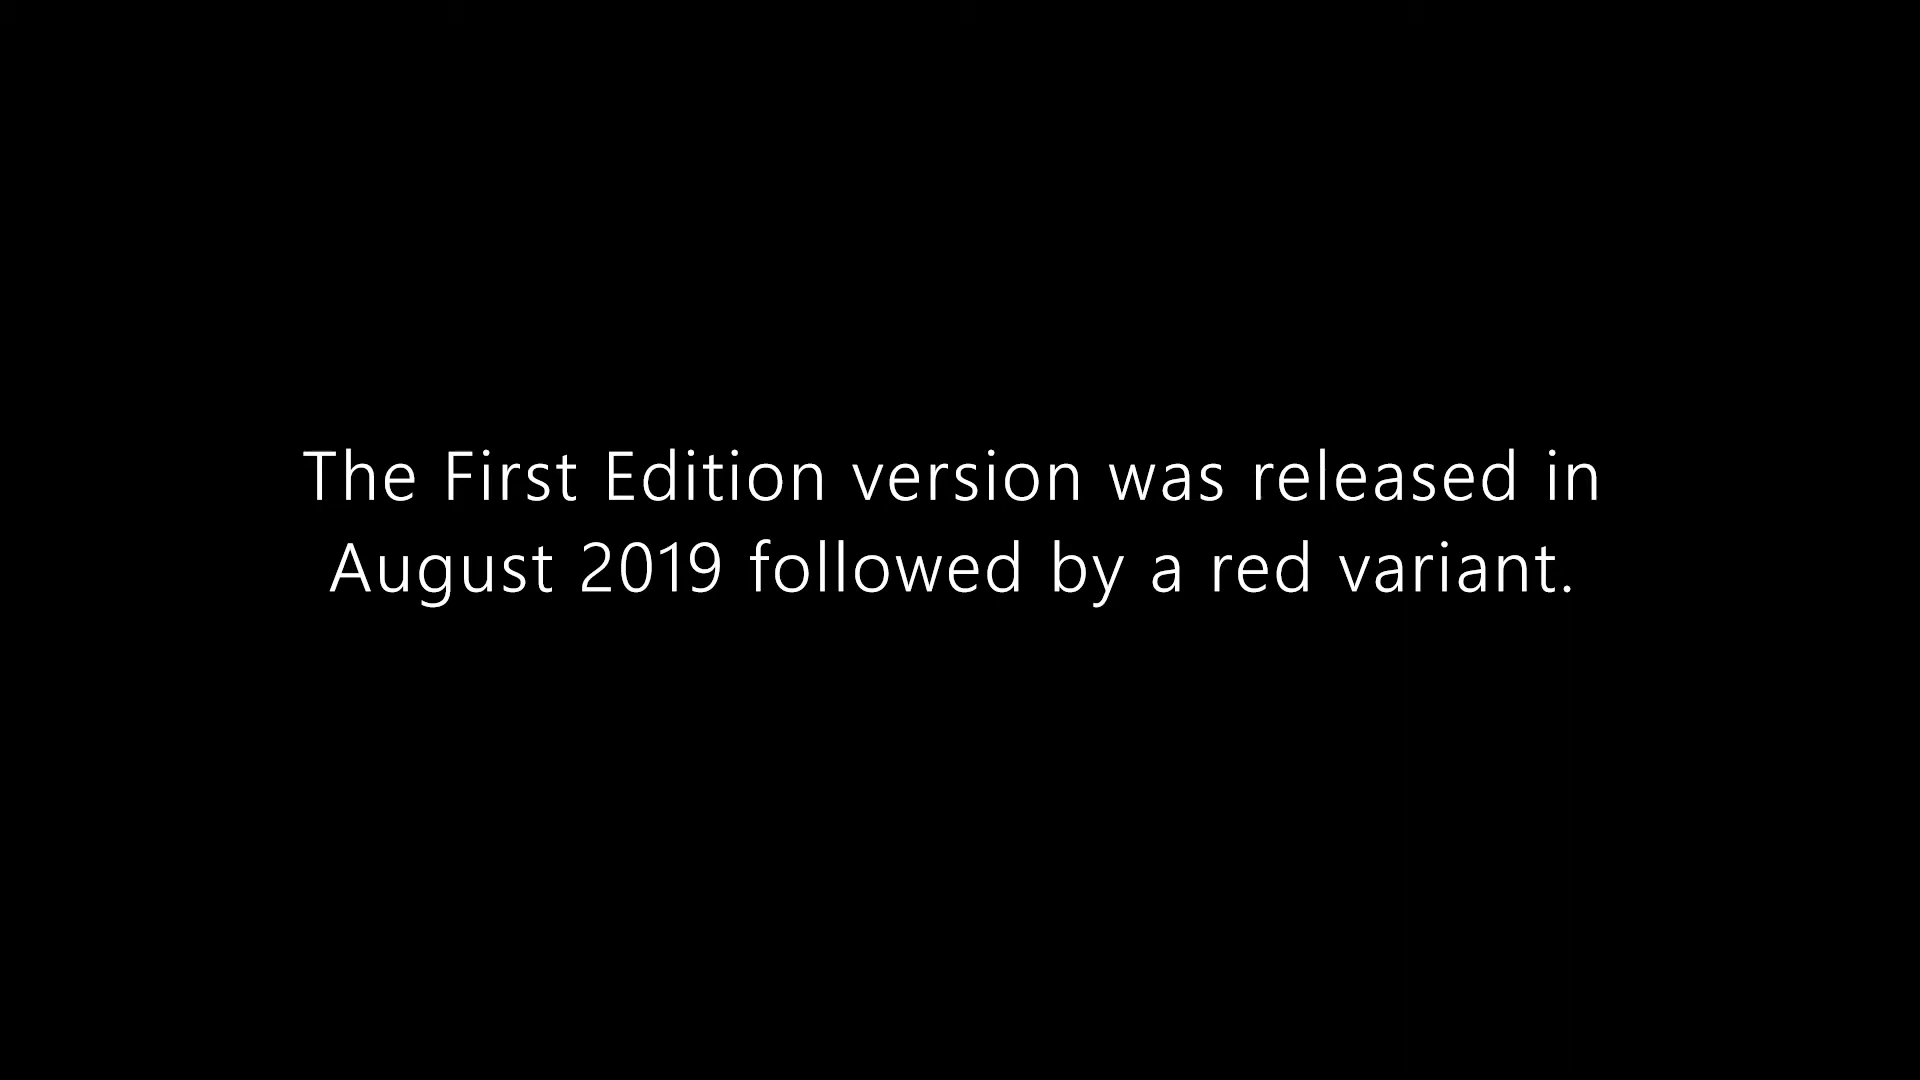 The First Edition version was released in
August 2019 followed by a red variant.